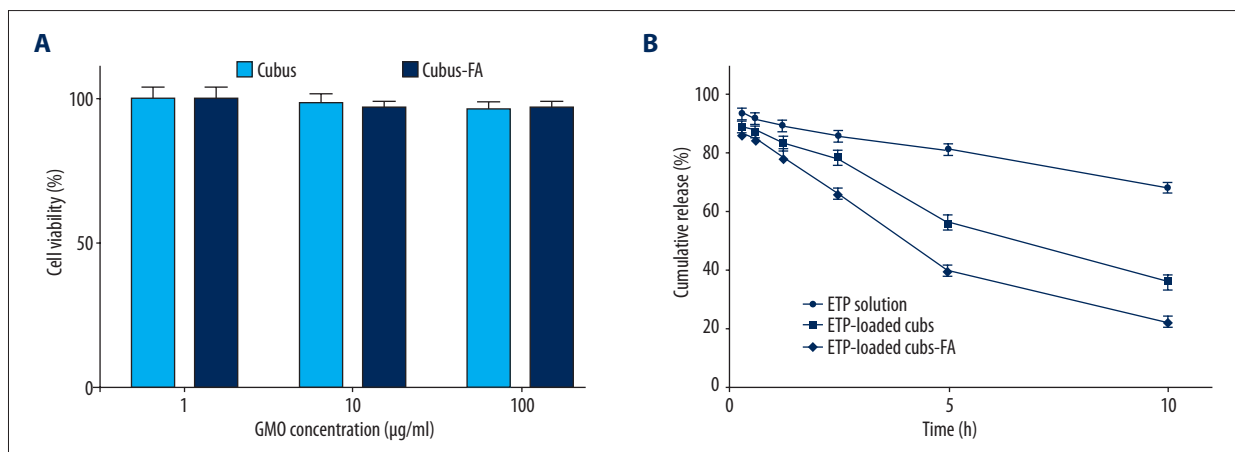 A
Cubus
Cubus-FA
100
50
0
Cell viability (%)
1
10
100
GMO concentration (µg/ml)
B
100
80
60
40
20
0
Cumulative release (%)
ETP solution
ETP-loaded cubs
ETP-loaded cubs-FA
0
5
10
Time (h)